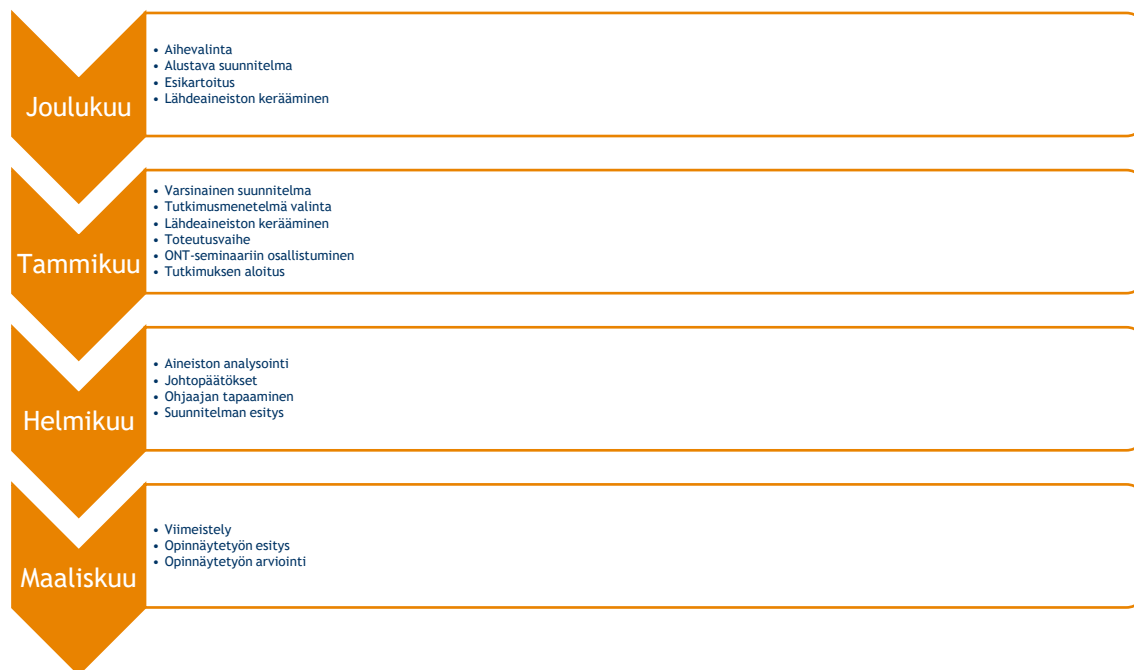 Joulukuu
• Aihevalinta
• Alustava suunnitelma
• Esikartoitus
• Lähdeaineiston kerääminen
Tammikuu
• Varsinainen suunnitelma
• Tutkimusmenetelmä valinta
• Lähdeaineiston kerääminen
• Toteutusvaihe
• ONT-seminaariin osallistuminen
• Tutkimuksen aloitus
Helmikuu
• Aineiston analysointi
• Johtopäätökset
• Ohjaajan tapaaminen
• Suunnitelman esitys
Maaliskuu
• Viimeistely
• Opinnäytetyön esitys
• Opinnäytetyön arviointi